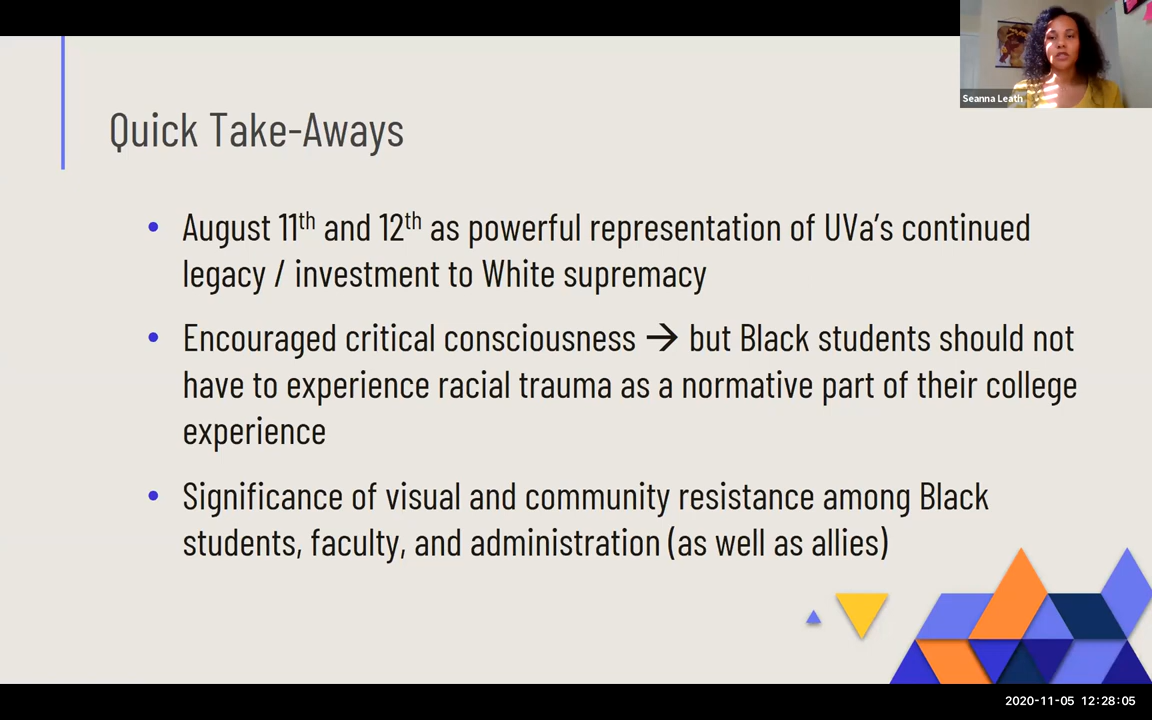 Seanna Leath
Quick Take-Aways
• August 11th and 12th as powerful representation of UVa’s continued
legacy / investment to White supremacy
• Encouraged critical consciousness → but Black students should not
have to experience racial trauma as a normative part of their college
experience
• Significance of visual and community resistance among Black
students, faculty, and administration (as well as allies)
2020-11-05 12:28:05